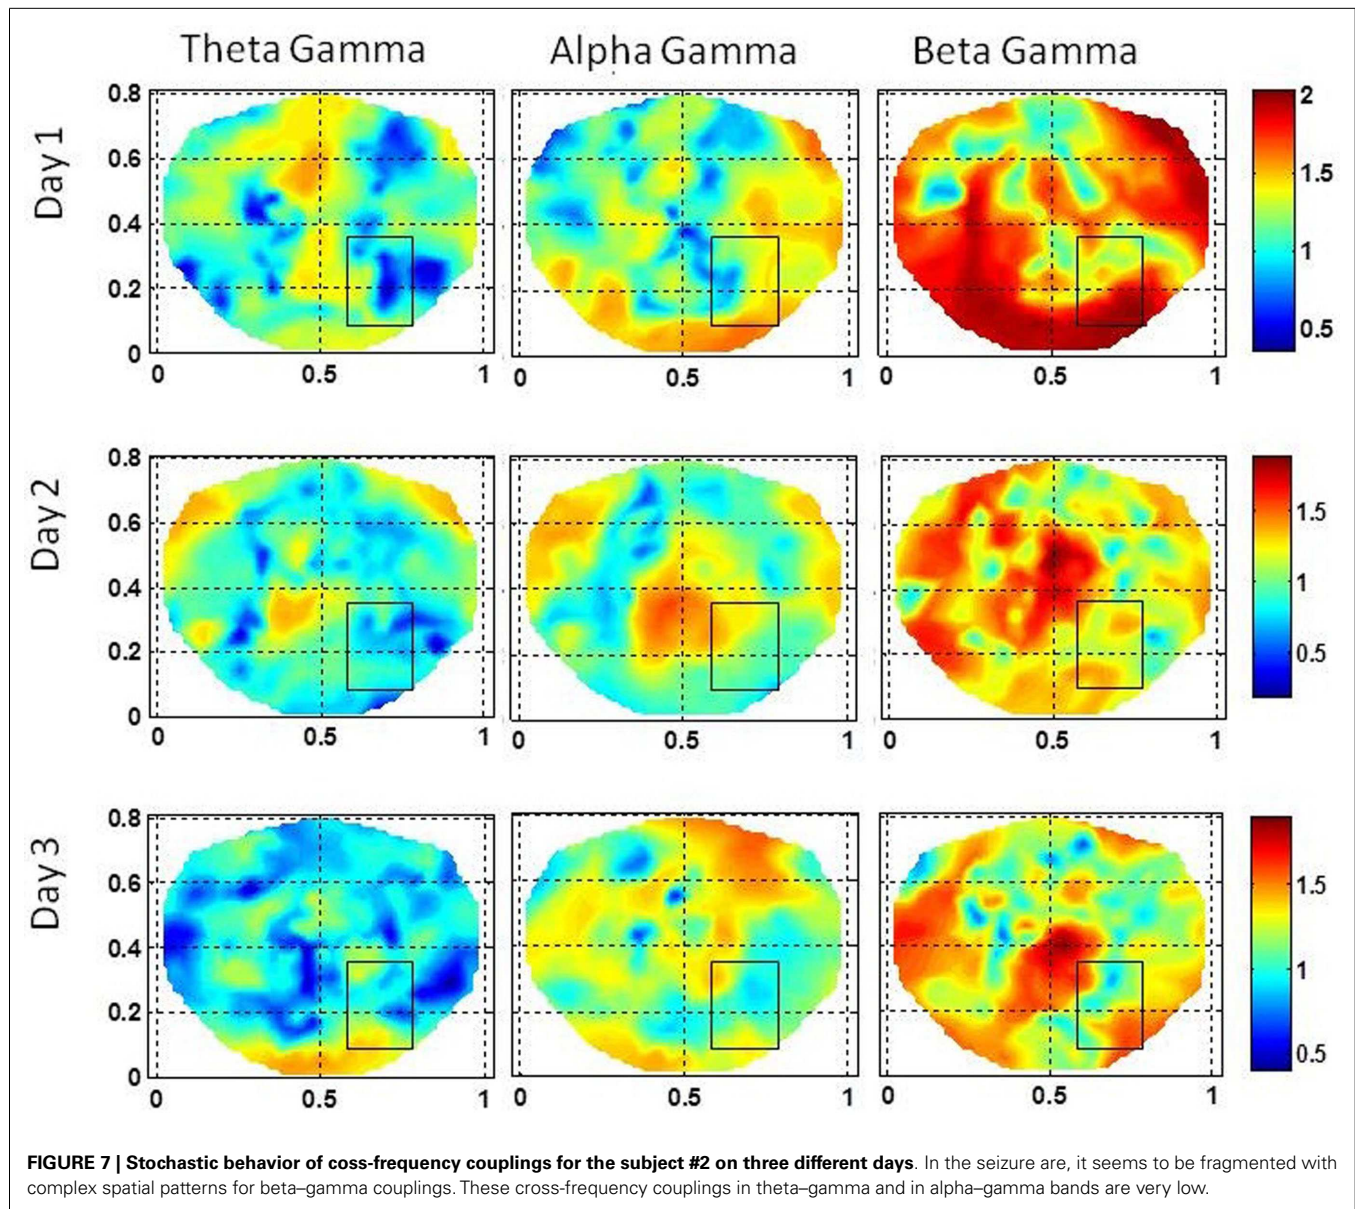 Theta Gamma Alpha Gamma Beta Gamma
Day 1
0.8
0.6
0.4
0.2
0
0 0.5 1
0 0.5 1
0 0.5 1
2
1.5
1
0.5
Day 2
0.8
0.6
0.4
0.2
0
0 0.5 1
0 0.5 1
0 0.5 1
1.5
1
0.5
Day 3
0.8
0.6
0.4
0.2
0
0 0.5 1
0 0.5 1
0 0.5 1
1.5
1
0.5
FIGURE 7 | Stochastic behavior of coss-frequency couplings for the subject #2 on three different days. In the seizure are, it seems to be fragmented with
complex spatial patterns for beta–gamma couplings. These cross-frequency couplings in theta–gamma and in alpha–gamma bands are very low.